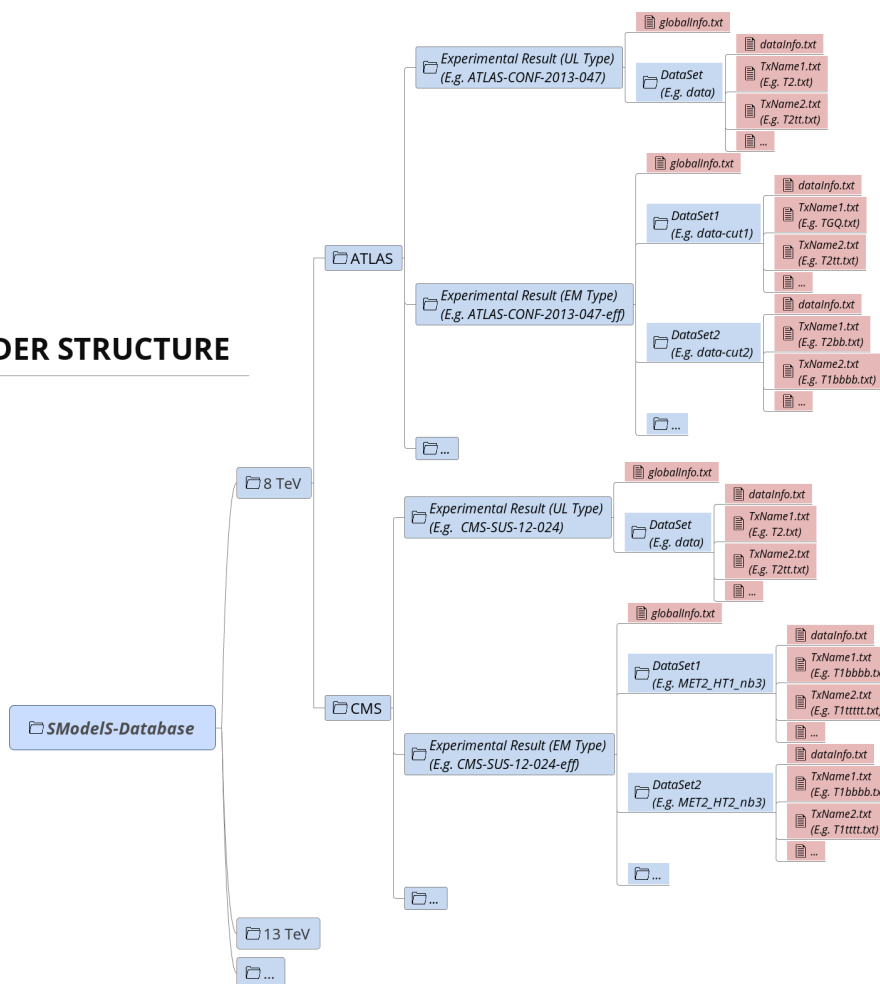 DER STRUCTURE
SModelS-Database
8 TeV
ATLAS
Experimental Result (UL Type)
(E.g. ATLAS-CONF-2013-047)
globalInfo.txt
DataSet
(E.g. data)
dataInfo.txt
TxName1.txt
(E.g. T2.txt)
TxName2.txt
(E.g. T2tt.txt)
...
Experimental Result (EM Type)
(E.g. ATLAS-CONF-2013-047-eff)
globalInfo.txt
DataSet1
(E.g. data-cut1)
dataInfo.txt
TxName1.txt
(E.g. TGQ.txt)
TxName2.txt
(E.g. T2tt.txt)
...
DataSet2
(E.g. data-cut2)
dataInfo.txt
TxName1.txt
(E.g. T2bb.txt)
TxName2.txt
(E.g. T1bbbb.txt)
...
...
...
CMS
Experimental Result (UL Type)
(E.g. CMS-SUS-12-024)
globalInfo.txt
DataSet
(E.g. data)
dataInfo.txt
TxName1.txt
(E.g. T2.txt)
TxName2.txt
(E.g. T2tt.txt)
...
Experimental Result (EM Type)
(E.g. CMS-SUS-12-024-eff)
globalInfo.txt
DataSet1
(E.g. MET2_HT1_nb3)
dataInfo.txt
TxName1.txt
(E.g. T1bbbb.tx
TxName2.txt
(E.g. T1ttttt.txt
...
DataSet2
(E.g. MET2_HT2_nb3)
dataInfo.txt
TxName1.txt
(E.g. T1bbbb.tx
TxName2.txt
(E.g. T1tttt.txt)
...
...
...
13 TeV
...